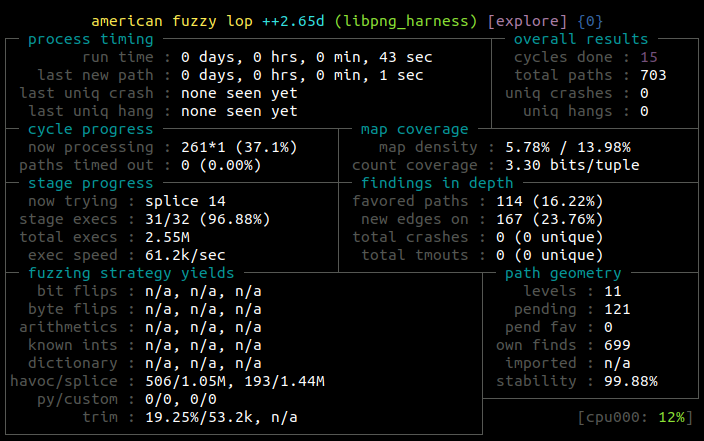 american fuzzy lop ++2.65d (libpng_harness) [explore] {0}
process timing overall results
run time : 0 days, 0 hrs, 0 min, 43 sec cycles done : 15
last new path : 0 days, 0 hrs, 0 min, 1 sec total paths : 703
last uniq crash : none seen yet uniq crashes : 0
last uniq hang : none seen yet uniq hangs : 0
cycle progress map coverage
now processing : 261*1 (37.1%) map density : 5.78% / 13.98%
paths timed out : 0 (0.00%) count coverage : 3.30 bits/tuple
stage progress findings in depth
now trying : splice 14 favored paths : 114 (16.22%)
stage execs : 31/32 (96.88%) new edges on : 167 (23.76%)
total execs : 2.55M total crashes : 0 (0 unique)
exec speed : 61.2k/sec total tmouts : 0 (0 unique)
fuzzing strategy yields path geometry
bit flips : n/a, n/a, n/a levels : 11
byte flips : n/a, n/a, n/a pending : 121
arithmetics : n/a, n/a, n/a pend fav : 0
known ints : n/a, n/a, n/a own finds : 699
dictionary : n/a, n/a, n/a imported : n/a
havoc/splice : 506/1.05M, 193/1.44M stability : 99.88%
py/custom : 0/0, 0/0
trim : 19.25%/53.2k, n/a [cpu000: 12%]